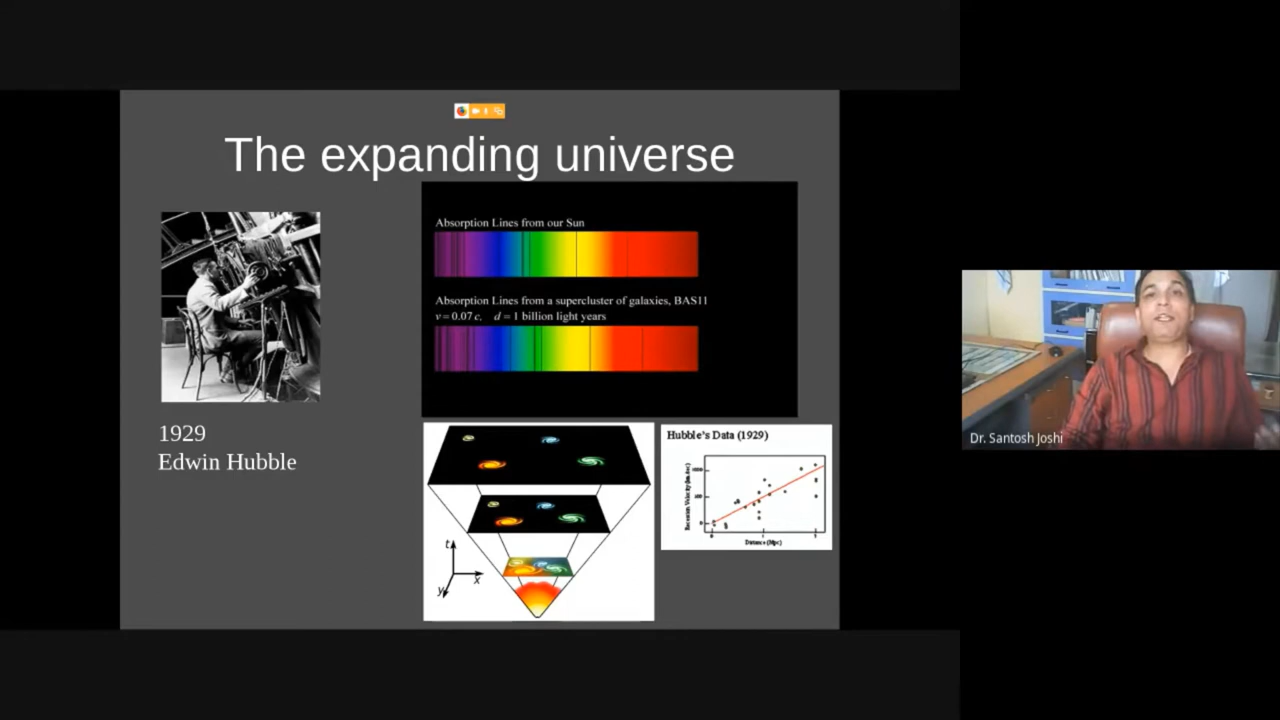 The expanding universe
Absorption Lines from our Sun
Absorption Lines from a supercluster of galaxies, BAS11
v = 0.07 c, d = 1 billion light years
1929
Edwin Hubble
t
x
y
Hubble's Data (1929)
Distance (Mpc)
0
Dr. Santosh Joshi